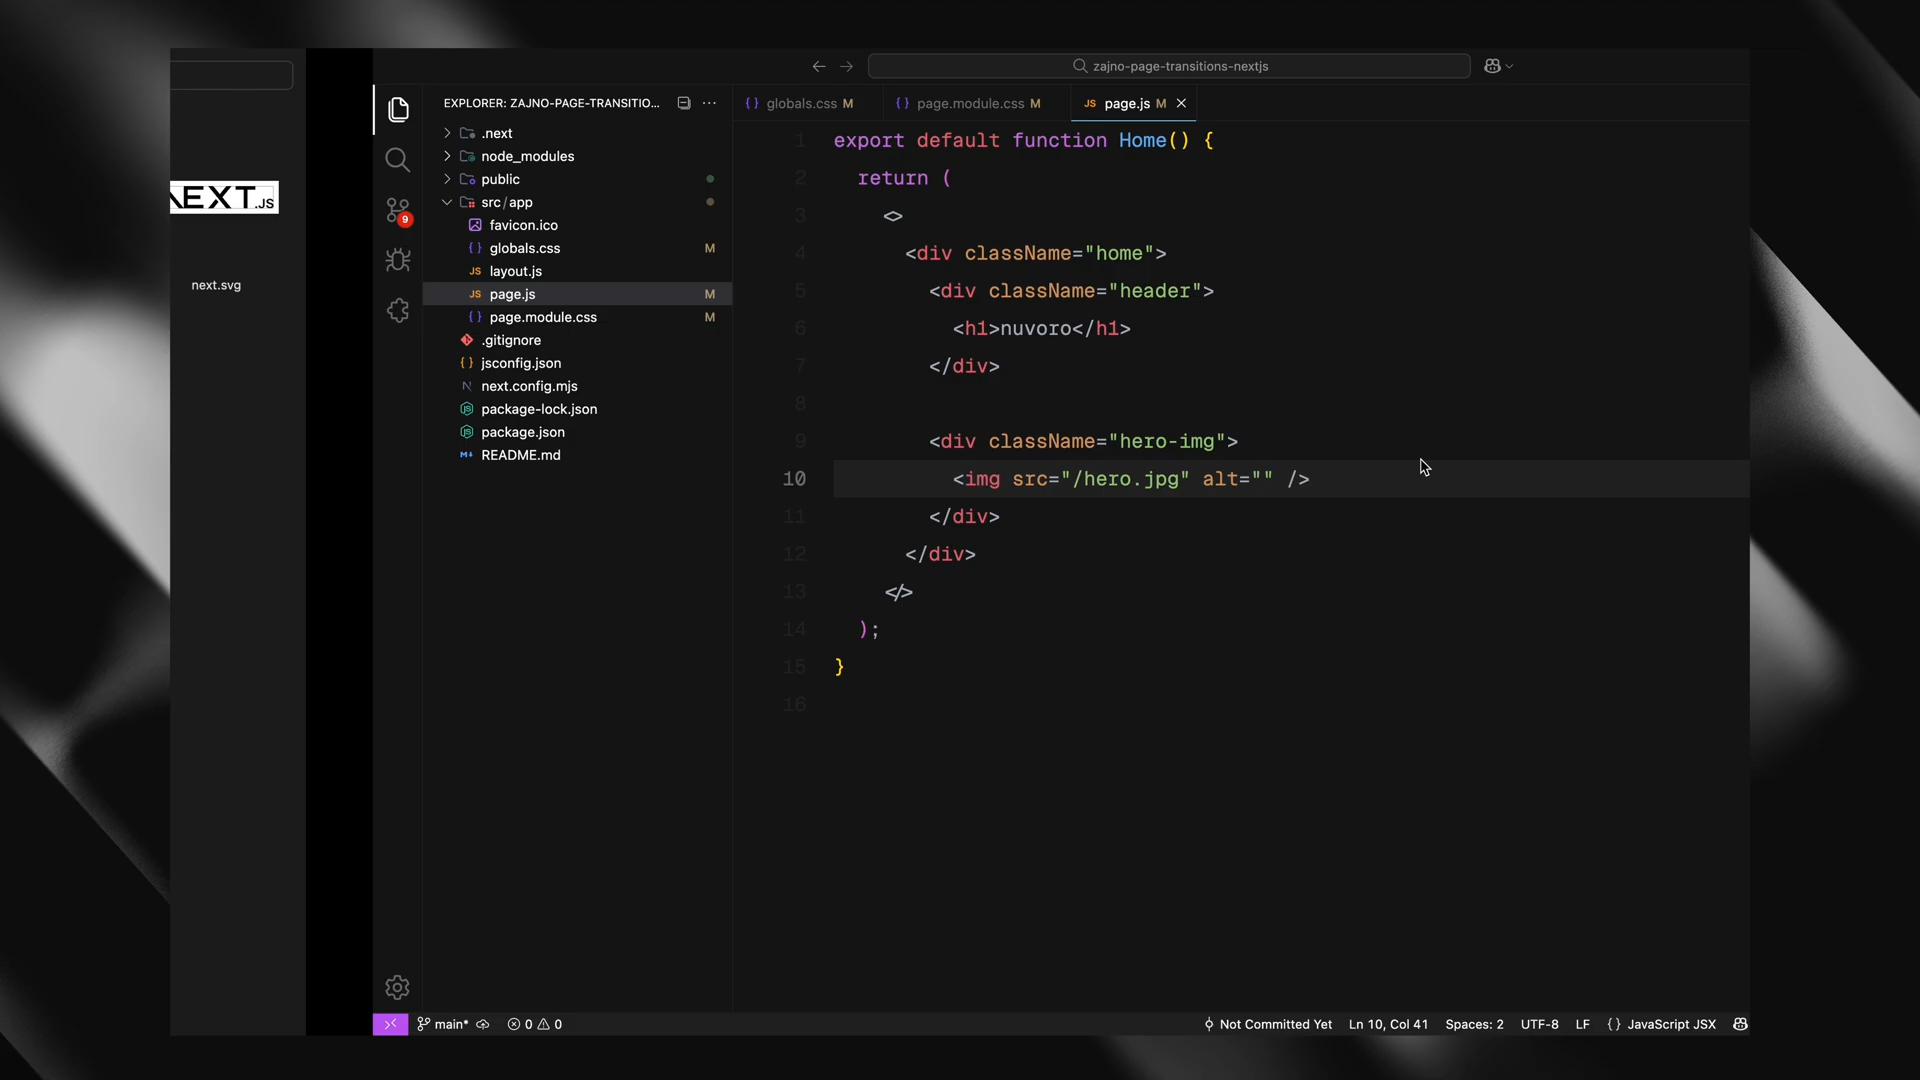 NEXT.JS
next.svg
zajno-page-transitions-nextjs
EXPLORER: ZAJNO-PAGE-TRANSITIO...
.next
node_modules
public
src/app
favicon.ico
globals.css M
layout.js
page.js M
page.module.css M
.gitignore
jsconfig.json
next.config.mjs
package-lock.json
package.json
README.md
9
globals.css M
page.module.css M
JS page.js M
1 export default function Home() {
2 return (
3 <>
4 <div className="home">
5 <div className="header">
6 <h1>nuvoro</h1>
7 </div>
8
9 <div className="hero-img">
10 <img src="/hero.jpg" alt="" />
11 </div>
12 </div>
13 </>
14 );
15 }
16
main* 0 0
Not Committed Yet Ln 10, Col 41 Spaces: 2 UTF-8 LF {} JavaScript JSX